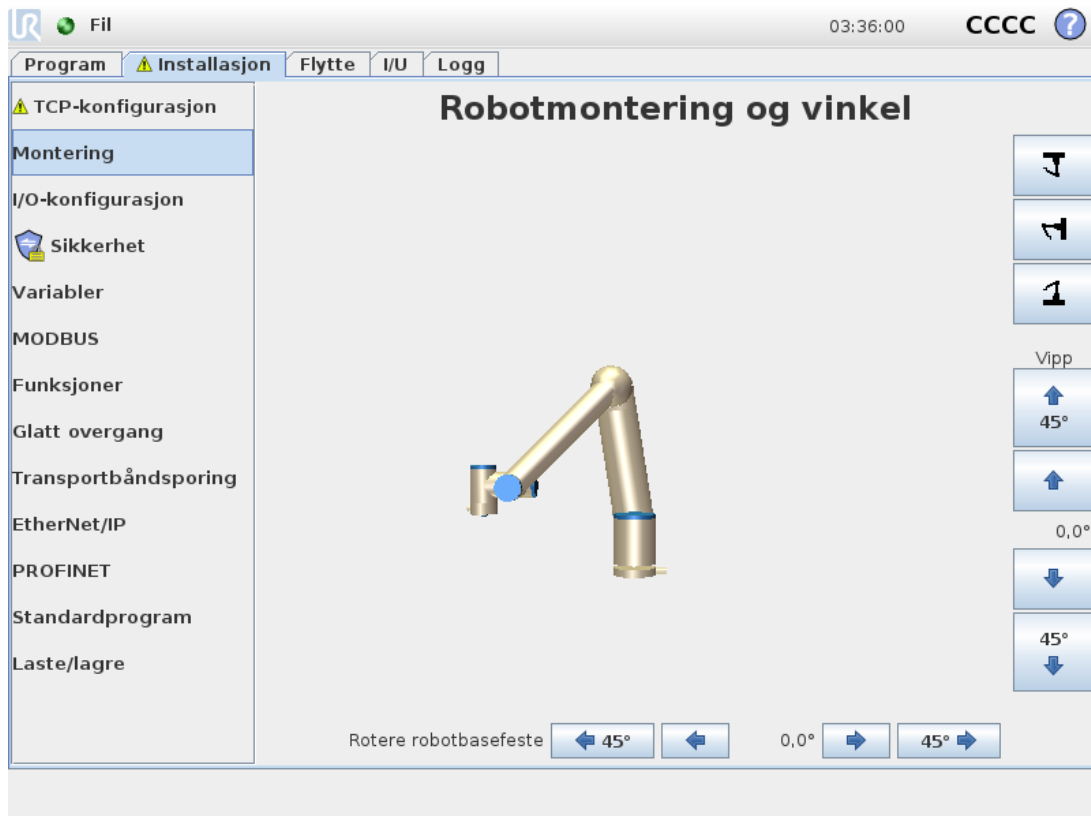 UR Fil 03:36:00 CCCC ?
Program Installasjon Flytte I/U Logg
TCP-konfigurasjon
Montering
I/O-konfigurasjon
Sikkerhet
Variabler
MODBUS
Funksjoner
Glatt overgang
Transportbåndsporing
EtherNet/IP
PROFINET
Standardprogram
Laste/lagre
Robotmontering og vinkel
Vipp
45°
0,0°
45°
Rotere robotbasefeste 45° 0,0° 45°